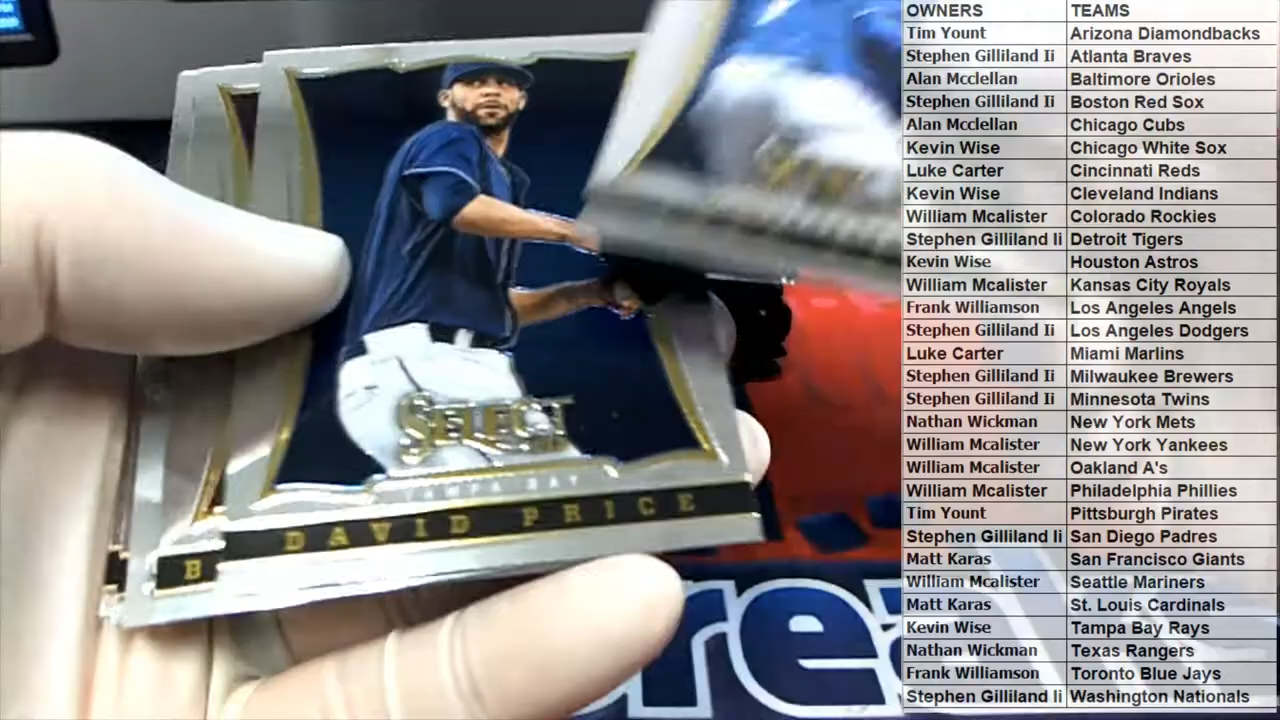 SELECT
TAMPA BAY
DAVID PRICE
B
rea
OWNERS TEAMS
Tim Yount Arizona Diamondbacks
Stephen Gilliland Ii Atlanta Braves
Alan Mcclellan Baltimore Orioles
Stephen Gilliland Ii Boston Red Sox
Alan Mcclellan Chicago Cubs
Kevin Wise Chicago White Sox
Luke Carter Cincinnati Reds
Kevin Wise Cleveland Indians
William Mcalister Colorado Rockies
Stephen Gilliland Ii Detroit Tigers
Kevin Wise Houston Astros
William Mcalister Kansas City Royals
Frank Williamson Los Angeles Angels
Stephen Gilliland Ii Los Angeles Dodgers
Luke Carter Miami Marlins
Stephen Gilliland Ii Milwaukee Brewers
Stephen Gilliland Ii Minnesota Twins
Nathan Wickman New York Mets
William Mcalister New York Yankees
William Mcalister Oakland A's
William Mcalister Philadelphia Phillies
Tim Yount Pittsburgh Pirates
Stephen Gilliland Ii San Diego Padres
Matt Karas San Francisco Giants
William Mcalister Seattle Mariners
Matt Karas St. Louis Cardinals
Kevin Wise Tampa Bay Rays
Nathan Wickman Texas Rangers
Frank Williamson Toronto Blue Jays
Stephen Gilliland Ii Washington Nationals